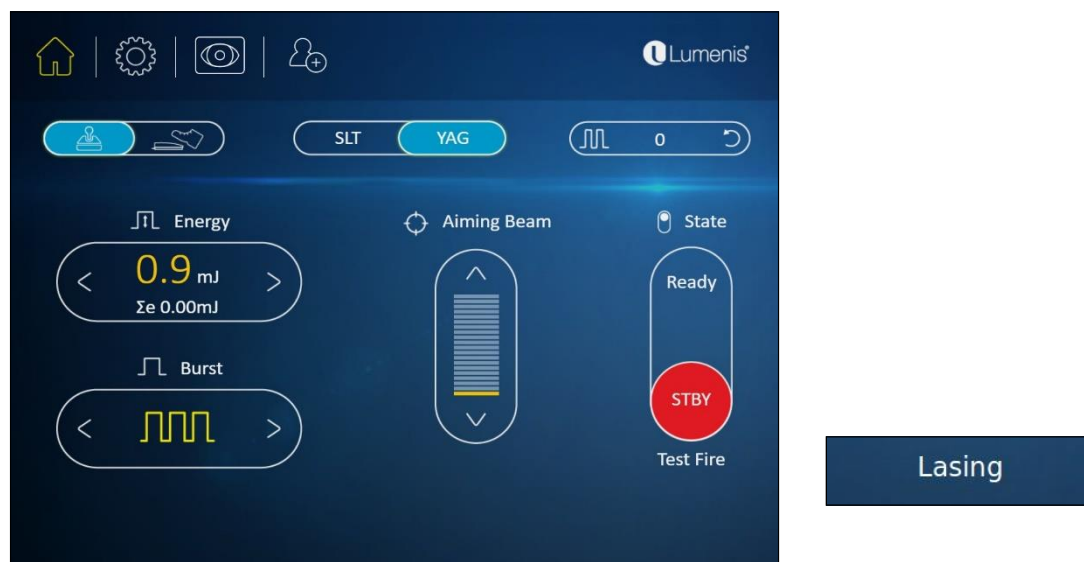 Lumenis
SLT YAG 0
Energy
0.9 mJ
Σe 0.00mJ
Burst
Aiming Beam
State
Ready
STBY
Test Fire
Lasing